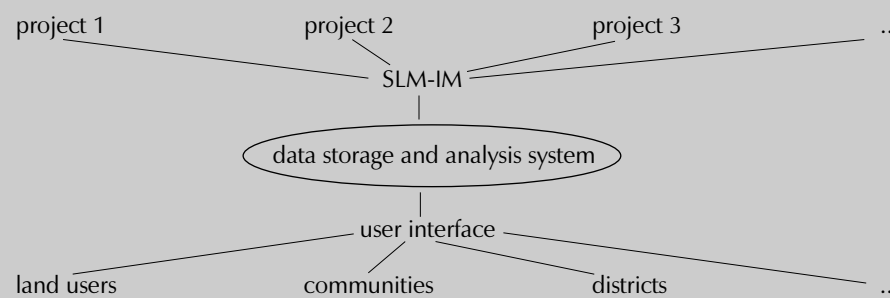 project 1 project 2 project 3 ..
SLM-IM
data storage and analysis system
user interface
land users communities districts ..